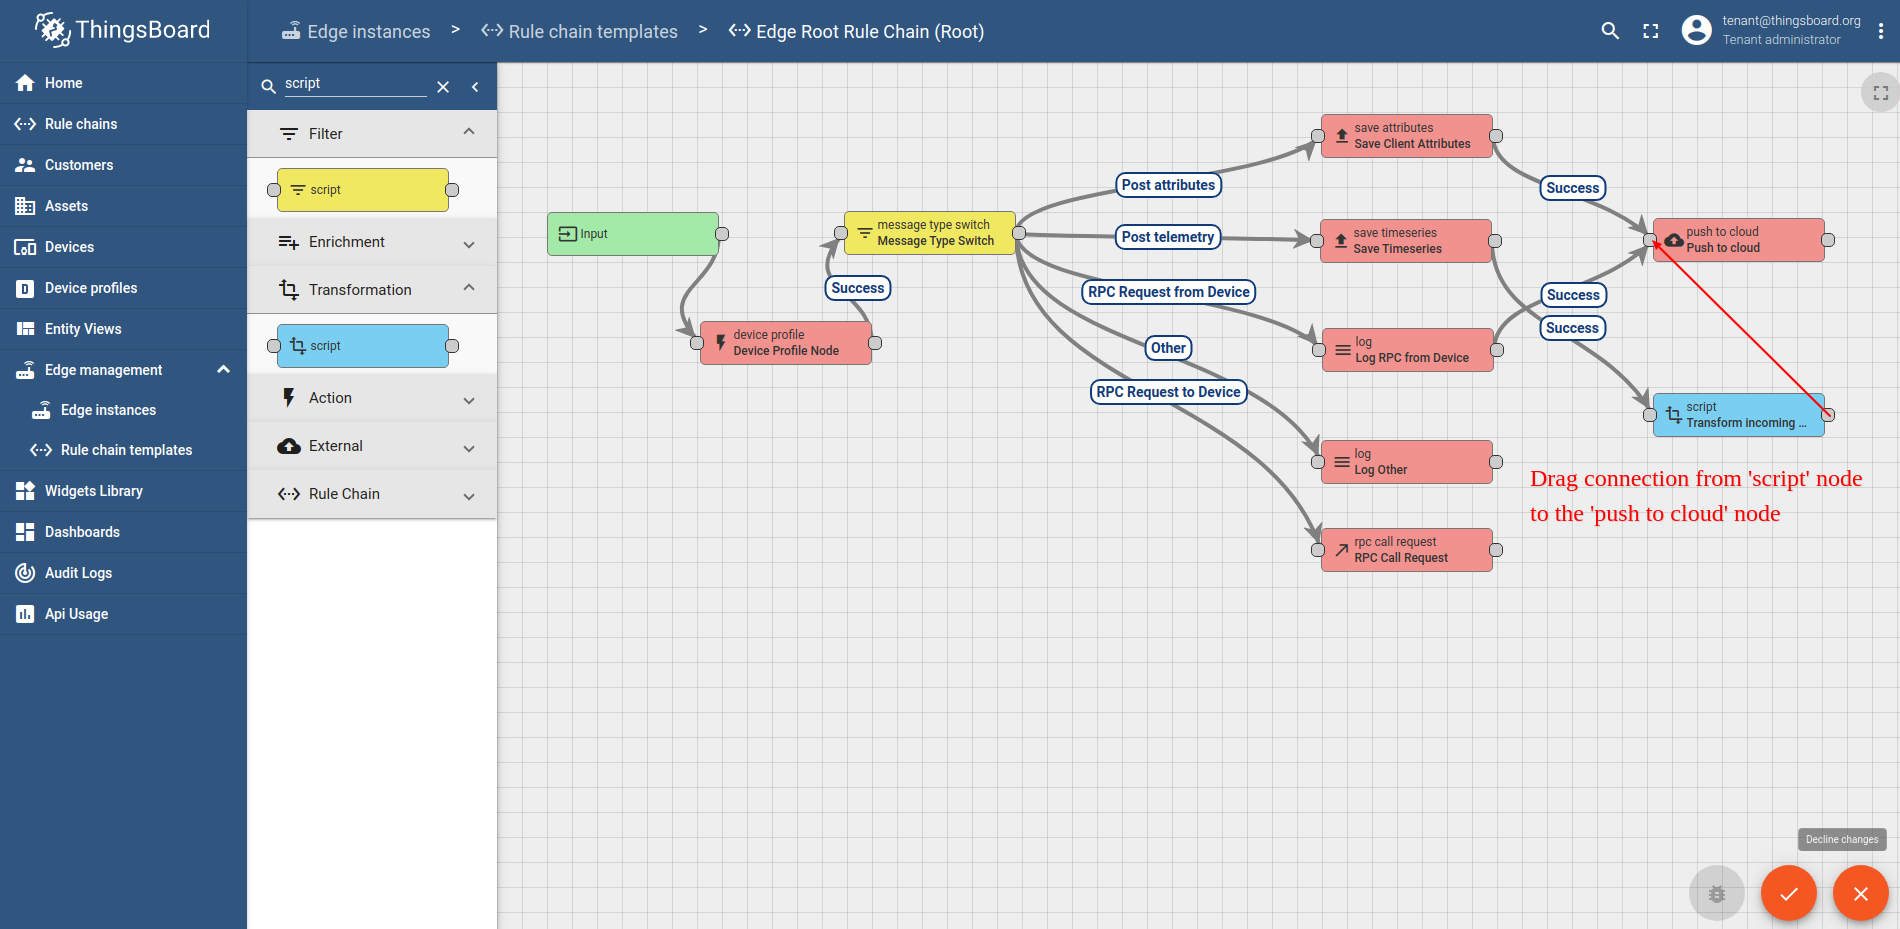 ThingsBoard
Edge instances > Rule chain templates > Edge Root Rule Chain (Root)
tenant@thingsboard.org
Tenant administrator
Home
Rule chains
Customers
Assets
Devices
Device profiles
Entity Views
Edge management
Edge instances
Rule chain templates
Widgets Library
Dashboards
Audit Logs
Api Usage
script
Filter
script
Enrichment
Transformation
script
Action
External
Rule Chain
Input
device profile
Device Profile Node
Success
message type switch
Message Type Switch
Post attributes
Post telemetry
RPC Request from Device
Other
RPC Request to Device
save attributes
Save Client Attributes
save timeseries
Save Timeseries
log
Log RPC from Device
log
Log Other
rpc call request
RPC Call Request
Success
Success
Success
push to cloud
Push to cloud
script
Transform incoming ...
Drag connection from 'script' node
to the 'push to cloud' node
Decline changes